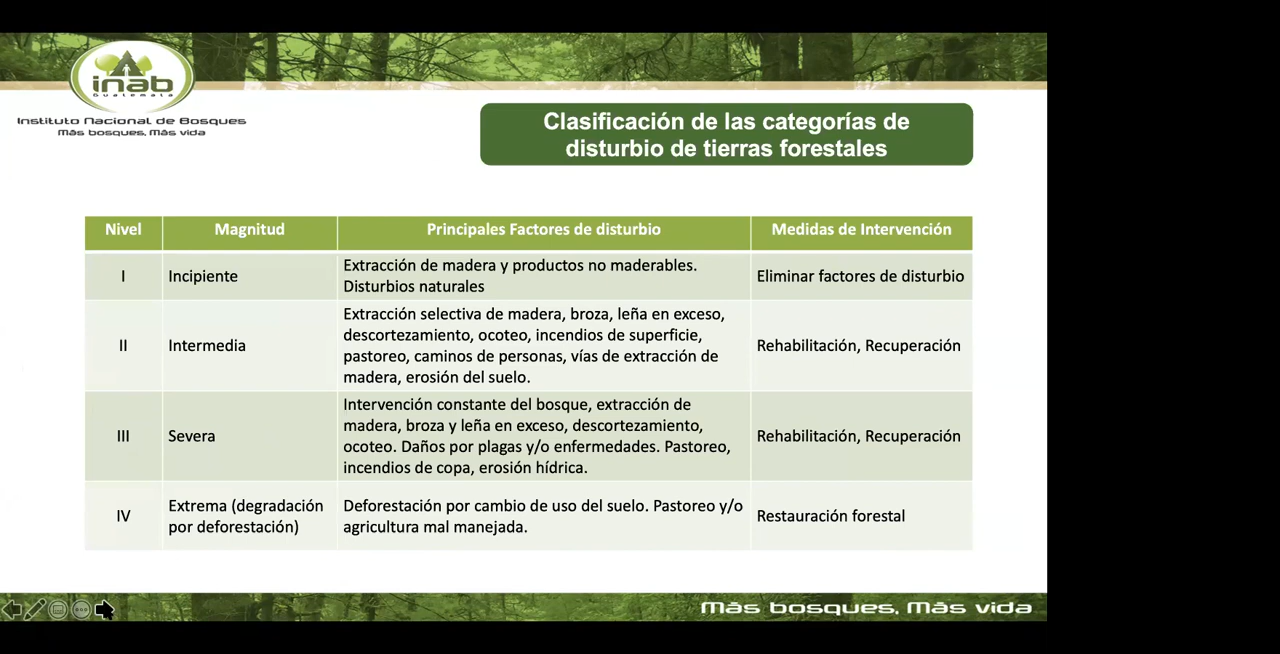 inab
Guatemala
Instituto Nacional de Bosques
Más bosques, Más vida
Clasificación de las categorías de
disturbio de tierras forestales
Nivel Magnitud Principales Factores de disturbio Medidas de Intervención
I Incipiente Extracción de madera y productos no maderables. Eliminar factores de disturbio
Disturbios naturales
Extracción selectiva de madera, broza, leña en exceso,
descortezamiento, ocoteo, incendios de superficie,
II Intermedia pastoreo, caminos de personas, vías de extracción de Rehabilitación, Recuperación
madera, erosión del suelo.
Intervención constante del bosque, extracción de
madera, broza y leña en exceso, descortezamiento,
III Severa ocoteo. Daños por plagas y/o enfermedades. Pastoreo, Rehabilitación, Recuperación
incendios de copa, erosión hídrica.
IV Extrema (degradación Deforestación por cambio de uso del suelo. Pastoreo y/o Restauración forestal
por deforestación) agricultura mal manejada.
Más bosques, Más vida